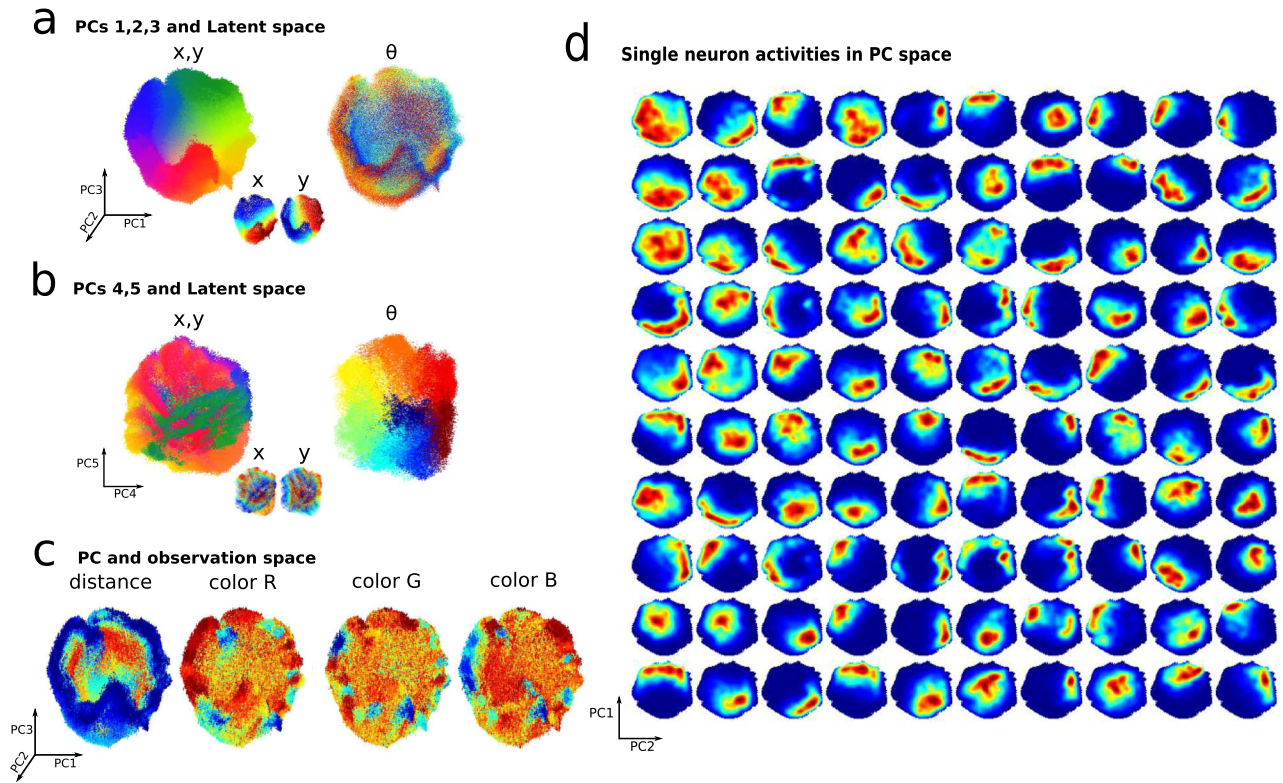 a
PCs 1,2,3 and Latent space
x,y
θ
PC3
PC2
PC1
x
y
b
PCs 4,5 and Latent space
x,y
θ
PC5
PC4
x
y
c
PC and observation space
distance
color R
color G
color B
PC3
PC2
PC1
d
Single neuron activities in PC space
PC1
PC2